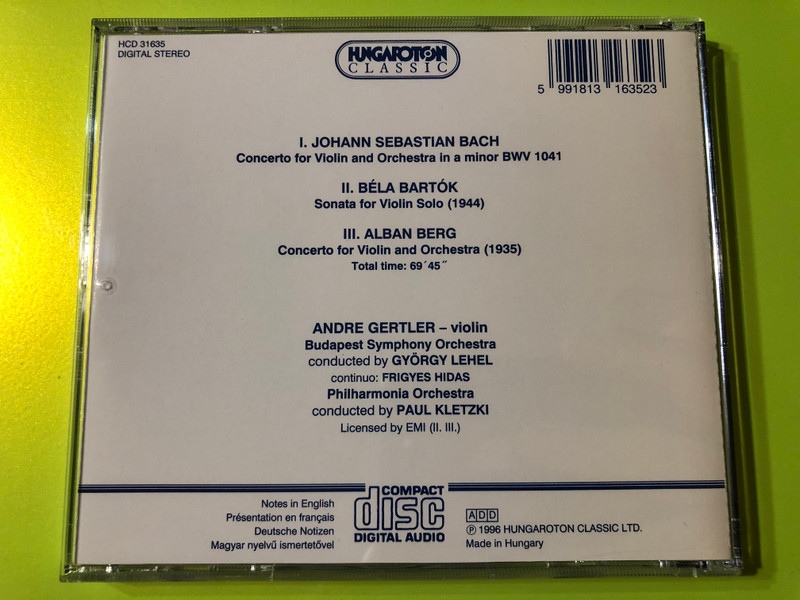 HCD 31635
DIGITAL STEREO
HUNGAROTON
CLASSIC
5 991813 163523
I. JOHANN SEBASTIAN BACH
Concerto for Violin and Orchestra in a minor BWV 1041
II. BÉLA BARTÓK
Sonata for Violin Solo (1944)
III. ALBAN BERG
Concerto for Violin and Orchestra (1935)
Total time: 69´45˝
ANDRE GERTLER – violin
Budapest Symphony Orchestra
conducted by GYÖRGY LEHEL
continuo: FRIGYES HIDAS
Philharmonia Orchestra
conducted by PAUL KLETZKI
Licensed by EMI (II. III.)
Notes in English
Présentation en français
Deutsche Notizen
Magyar nyelvű ismertetővel
COMPACT
disc
DIGITAL AUDIO
ADD
℗ 1996 HUNGAROTON CLASSIC LTD.
Made in Hungary